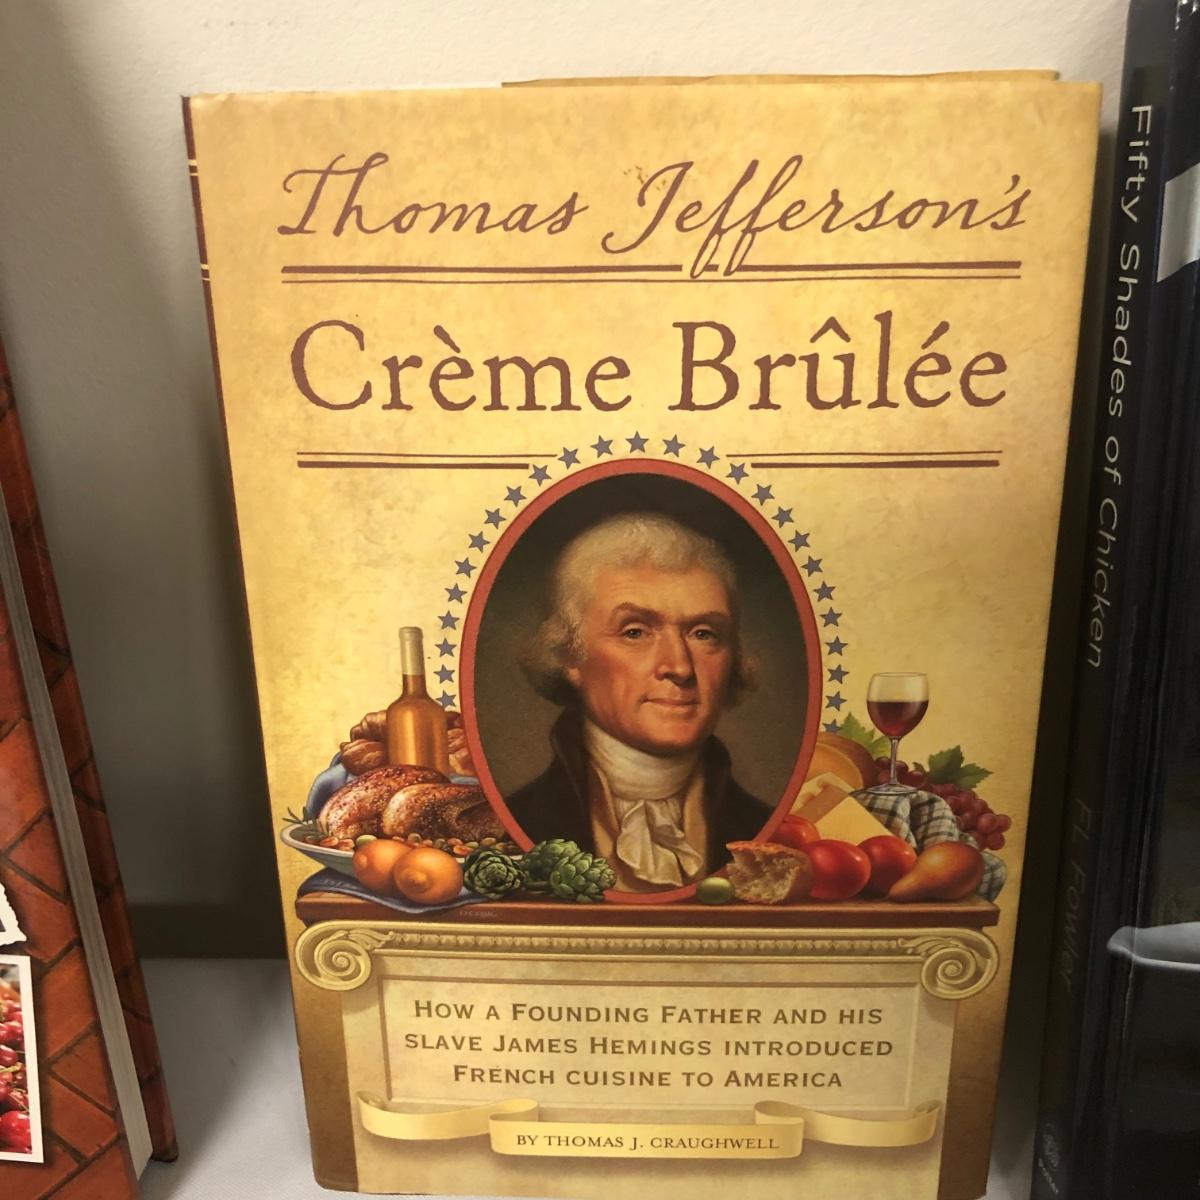 Thomas Jefferson's
Crème Brûlée
HOW A FOUNDING FATHER AND HIS
SLAVE JAMES HEMINGS INTRODUCED
FRENCH CUISINE TO AMERICA
BY THOMAS J. CRAUGHWELL
Fifty Shades of Chicken
FL Fowler